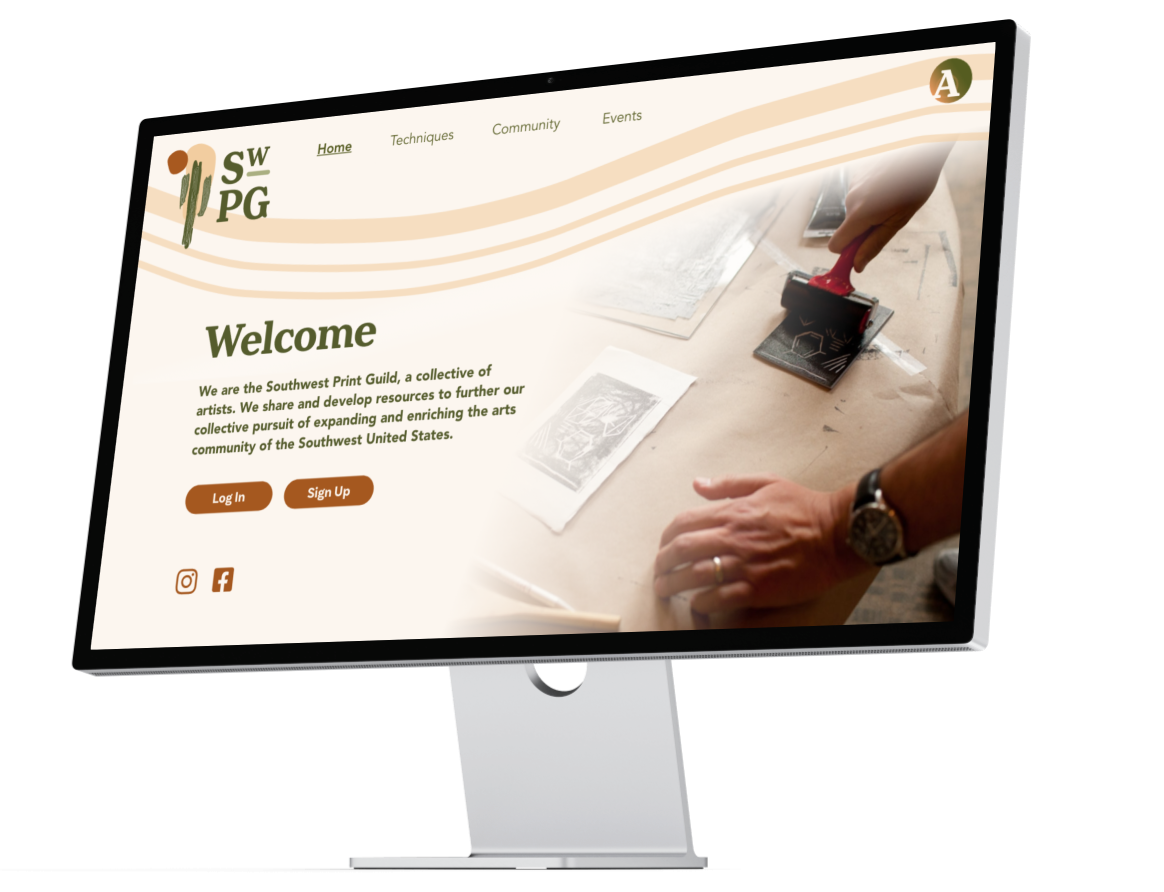 SW
PG
Home
Techniques
Community
Events
A
Welcome
We are the Southwest Print Guild, a collective of
artists. We share and develop resources to further our
collective pursuit of expanding and enriching the arts
community of the Southwest United States.
Log In
Sign Up